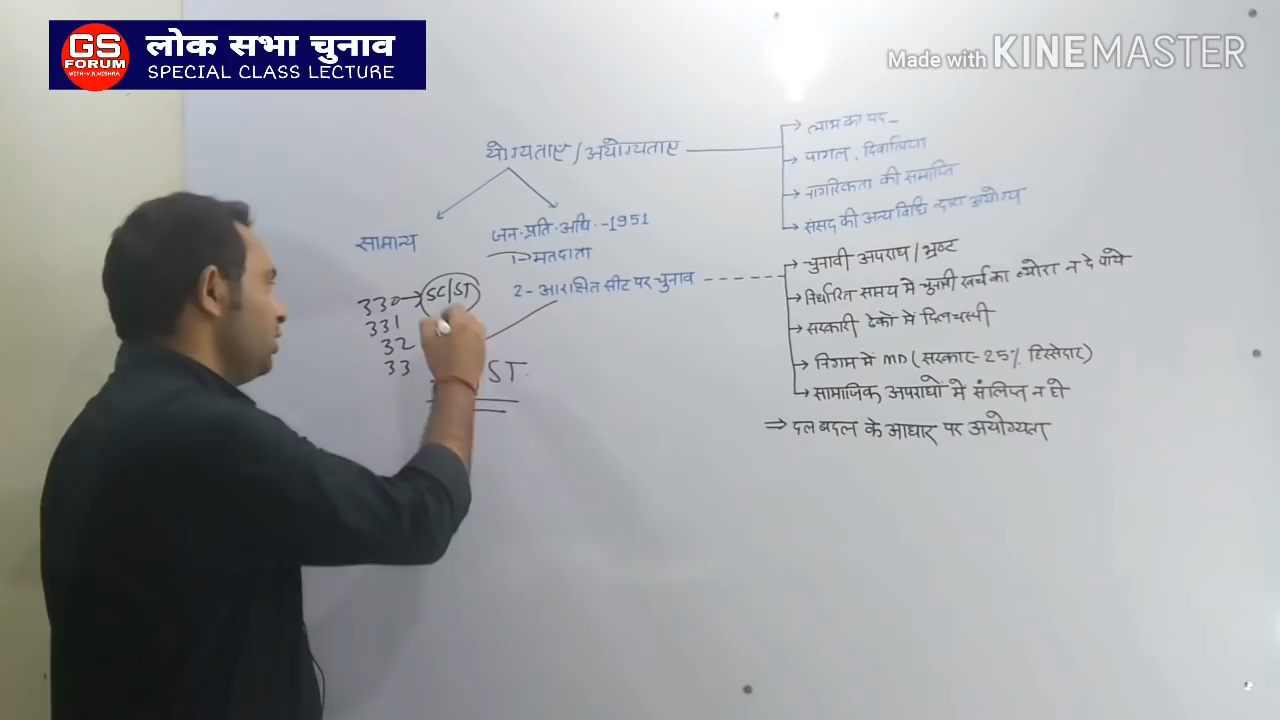 GS
FORUM
WITH-V.K.MISHRA
लोक सभा चुनाव
SPECIAL CLASS LECTURE
Made with KINEMASTER
योग्यताए / अयोग्यताए
लाभ का पद -
पागल, दिवालिया
नागरिकता की समाप्ति
संसद की अन्य विधि द्वारा अयोग्य
सामान्य
जन. प्रति. अधि. - 1951
1- मतदाता
2- आरक्षित सीट पर चुनाव
330 → SC/ST
331
32
33
ST
चुनावी अपराध / भ्रष्ट
निर्धारित समय में चुनावी खर्च का ब्योरा न दे पाये
सरकारी ठेकों में दिलचस्पी
निगम में MD (सरकार - 25% हिस्सेदार)
सामाजिक अपराधों में संलिप्त न हो
⇒ दल बदल के आधार पर अयोग्यता